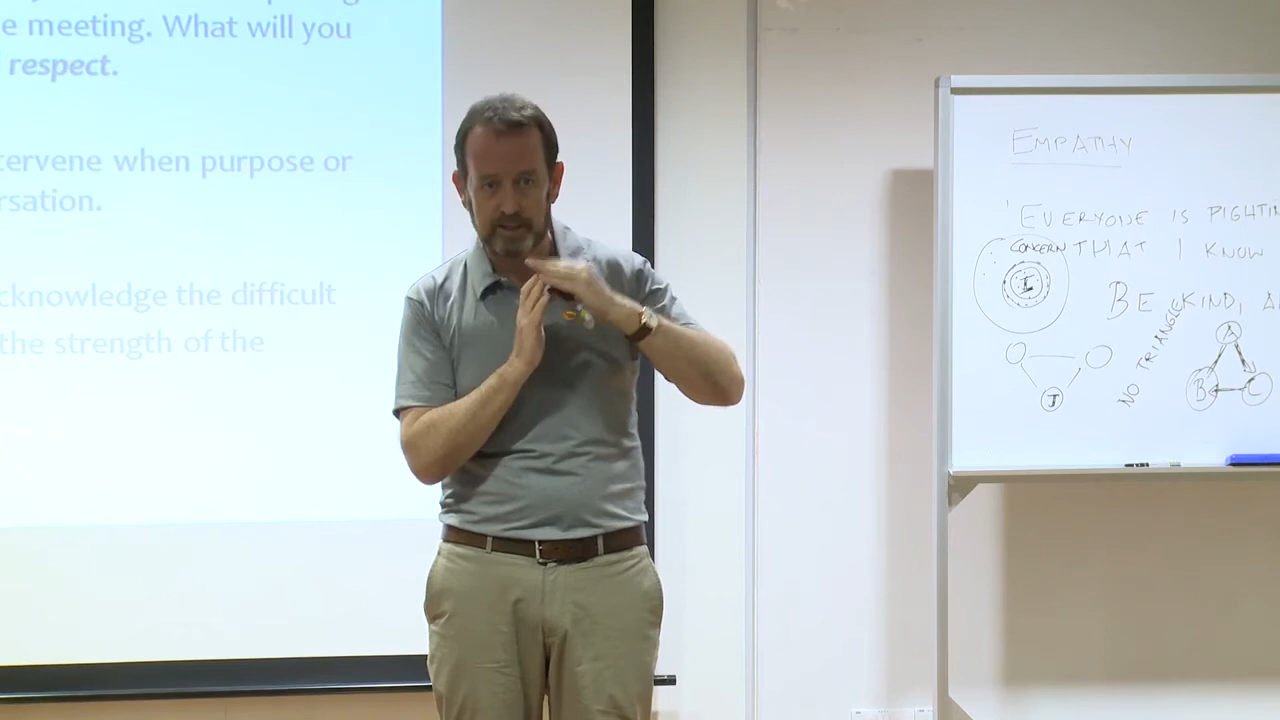 e meeting. What will you
respect.
tervene when purpose or
rsation.
cknowledge the difficult
the strength of the
EMPATHY
'EVERYONE IS FIGHTIN
CONCERN THAT I KNOW
I
BE KIND, A
NO TRIANGLE
A
B
C
I